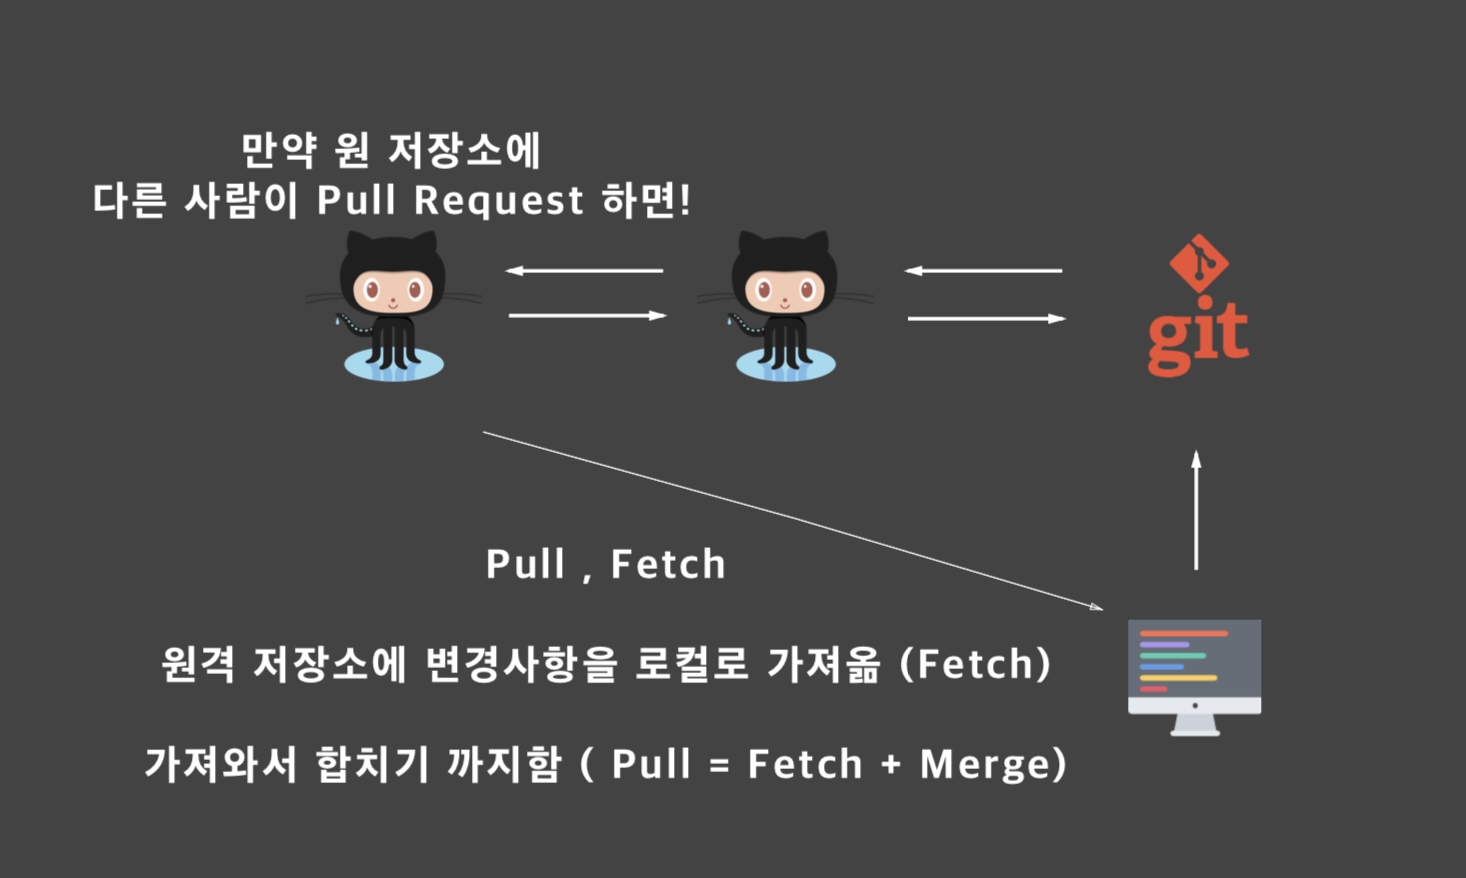 만약 원 저장소에
다른 사람이 Pull Request 하면!
git
Pull , Fetch
원격 저장소에 변경사항을 로컬로 가져옮 (Fetch)
가져와서 합치기 까지함 ( Pull = Fetch + Merge)